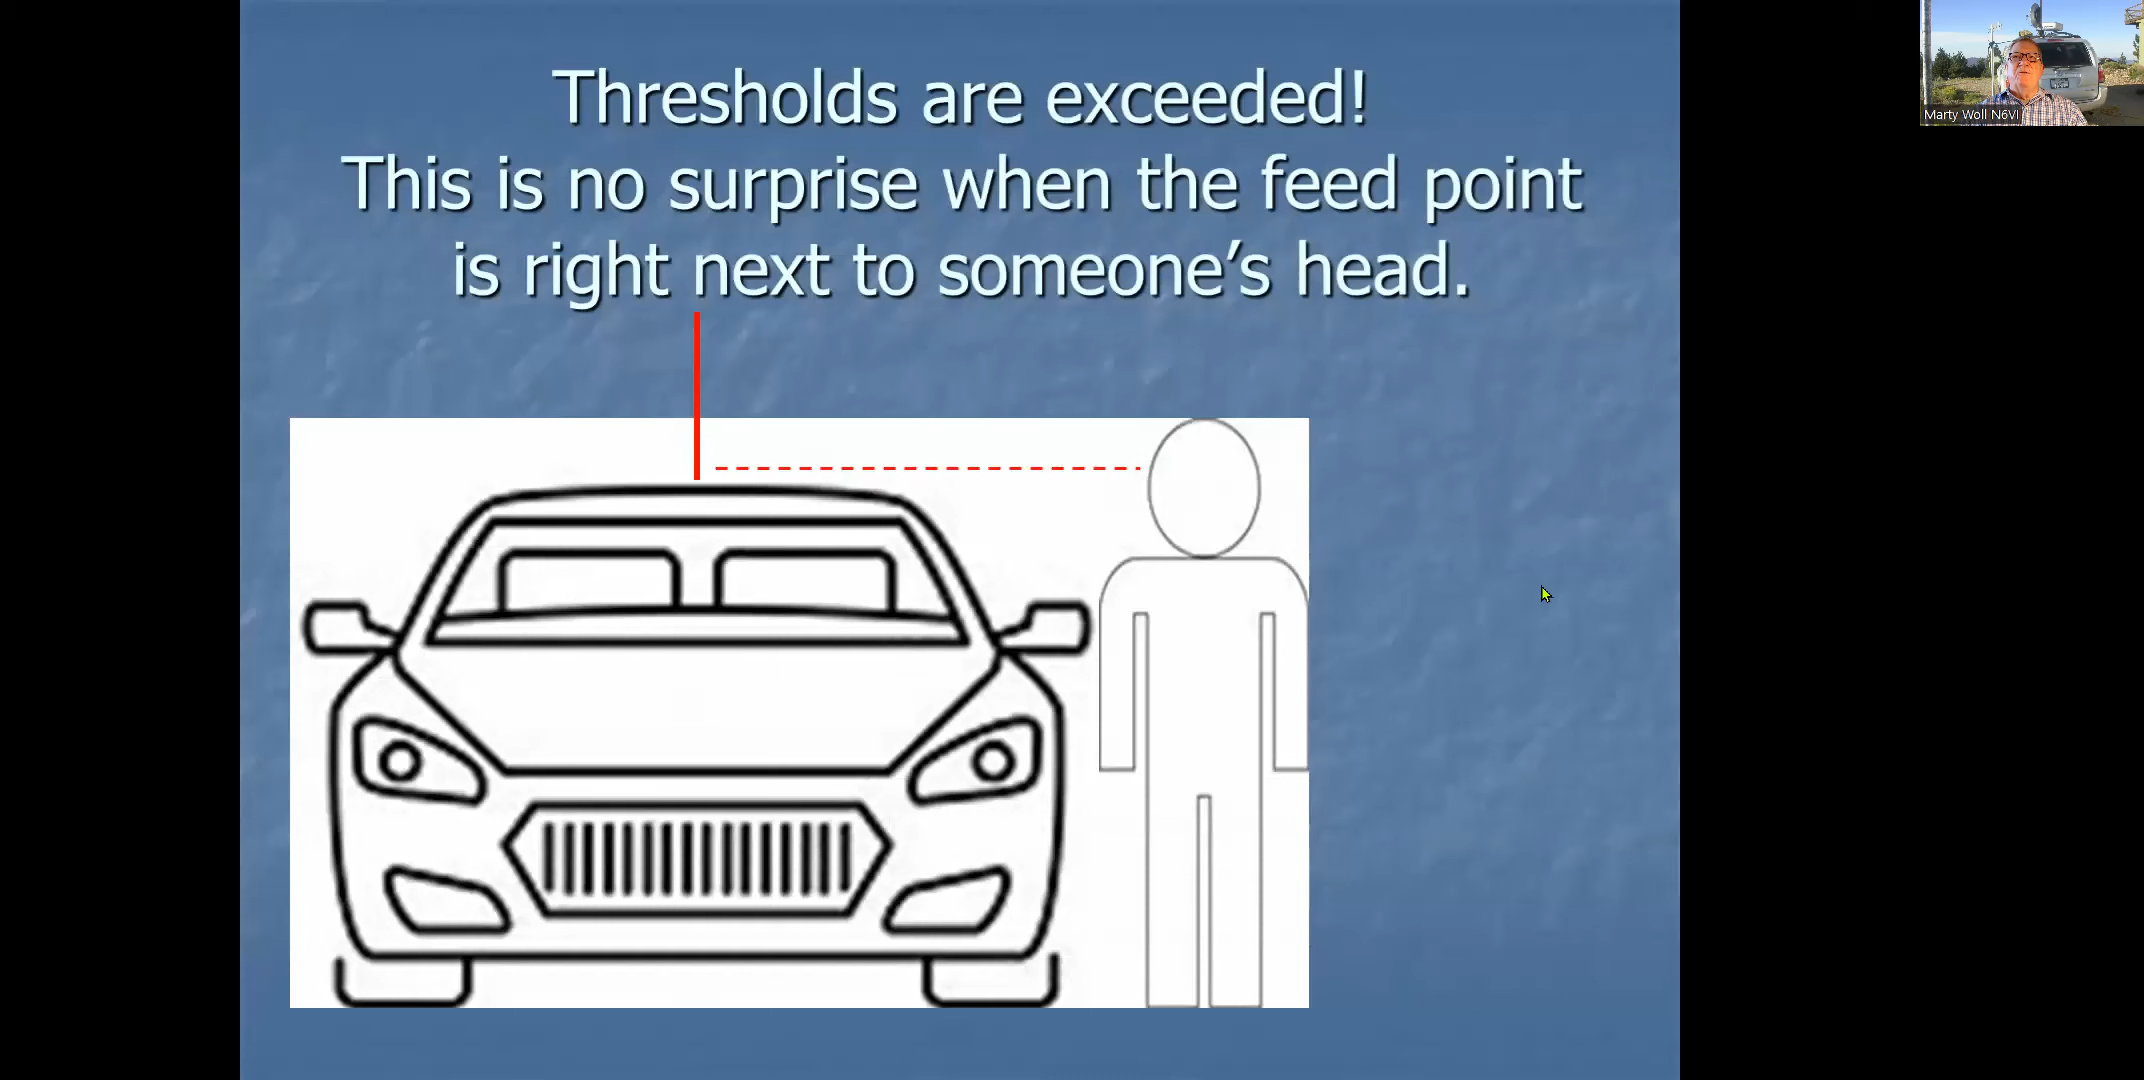 Thresholds are exceeded!
This is no surprise when the feed point
is right next to someone’s head.
Marty Woll N6VI